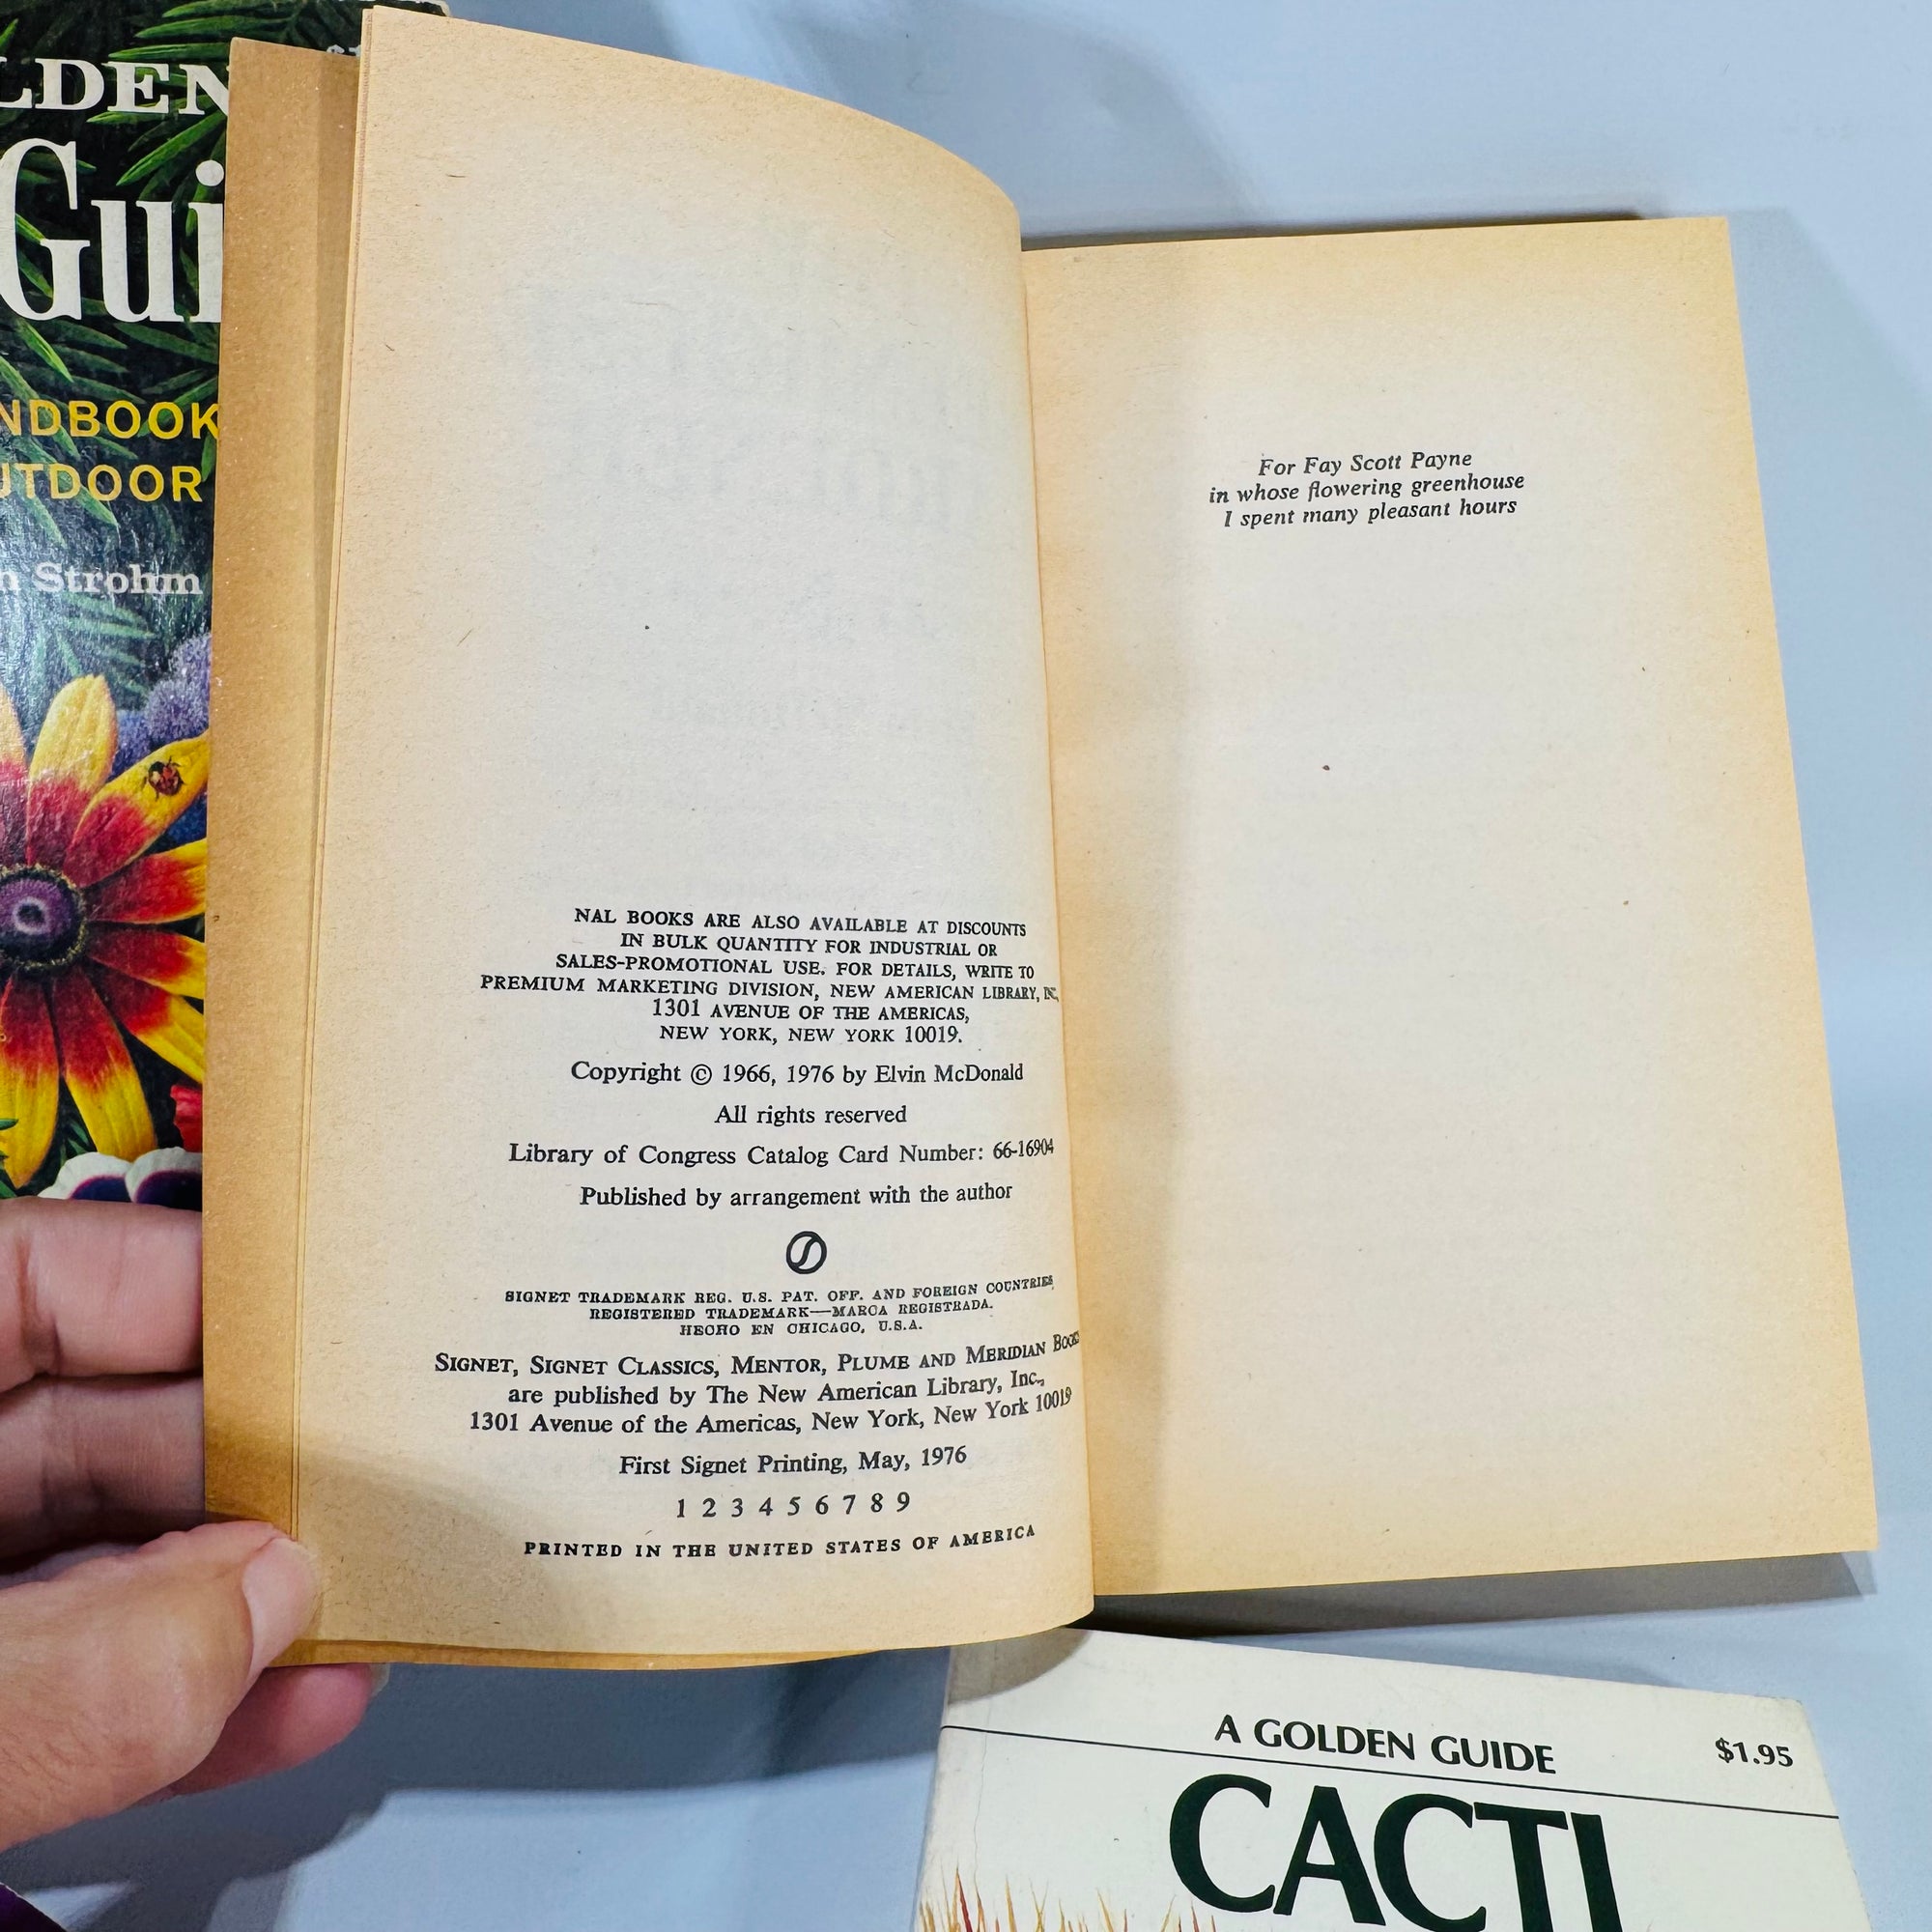 LDEN
Gui
NDBOOK
UTDOOR
n Strohm
NAL BOOKS ARE ALSO AVAILABLE AT DISCOUNTS
IN BULK QUANTITY FOR INDUSTRIAL OR
SALES-PROMOTIONAL USE. FOR DETAILS, WRITE TO
PREMIUM MARKETING DIVISION, NEW AMERICAN LIBRARY, INC.
1301 AVENUE OF THE AMERICAS,
NEW YORK, NEW YORK 10019.
Copyright © 1966, 1976 by Elvin McDonald
All rights reserved
Library of Congress Catalog Card Number: 66-16904
Published by arrangement with the author
SIGNET TRADEMARK REG. U.S. PAT. OFF. AND FOREIGN COUNTRIES
REGISTERED TRADEMARK—MARCA REGISTRADA.
HECHO EN CHICAGO, U.S.A.
SIGNET, SIGNET CLASSICS, MENTOR, PLUME AND MERIDIAN BOOKS
are published by The New American Library, Inc.,
1301 Avenue of the Americas, New York, New York 10019
First Signet Printing, May, 1976
1 2 3 4 5 6 7 8 9
PRINTED IN THE UNITED STATES OF AMERICA
For Fay Scott Payne
in whose flowering greenhouse
I spent many pleasant hours
A GOLDEN GUIDE
$1.95
CACTI